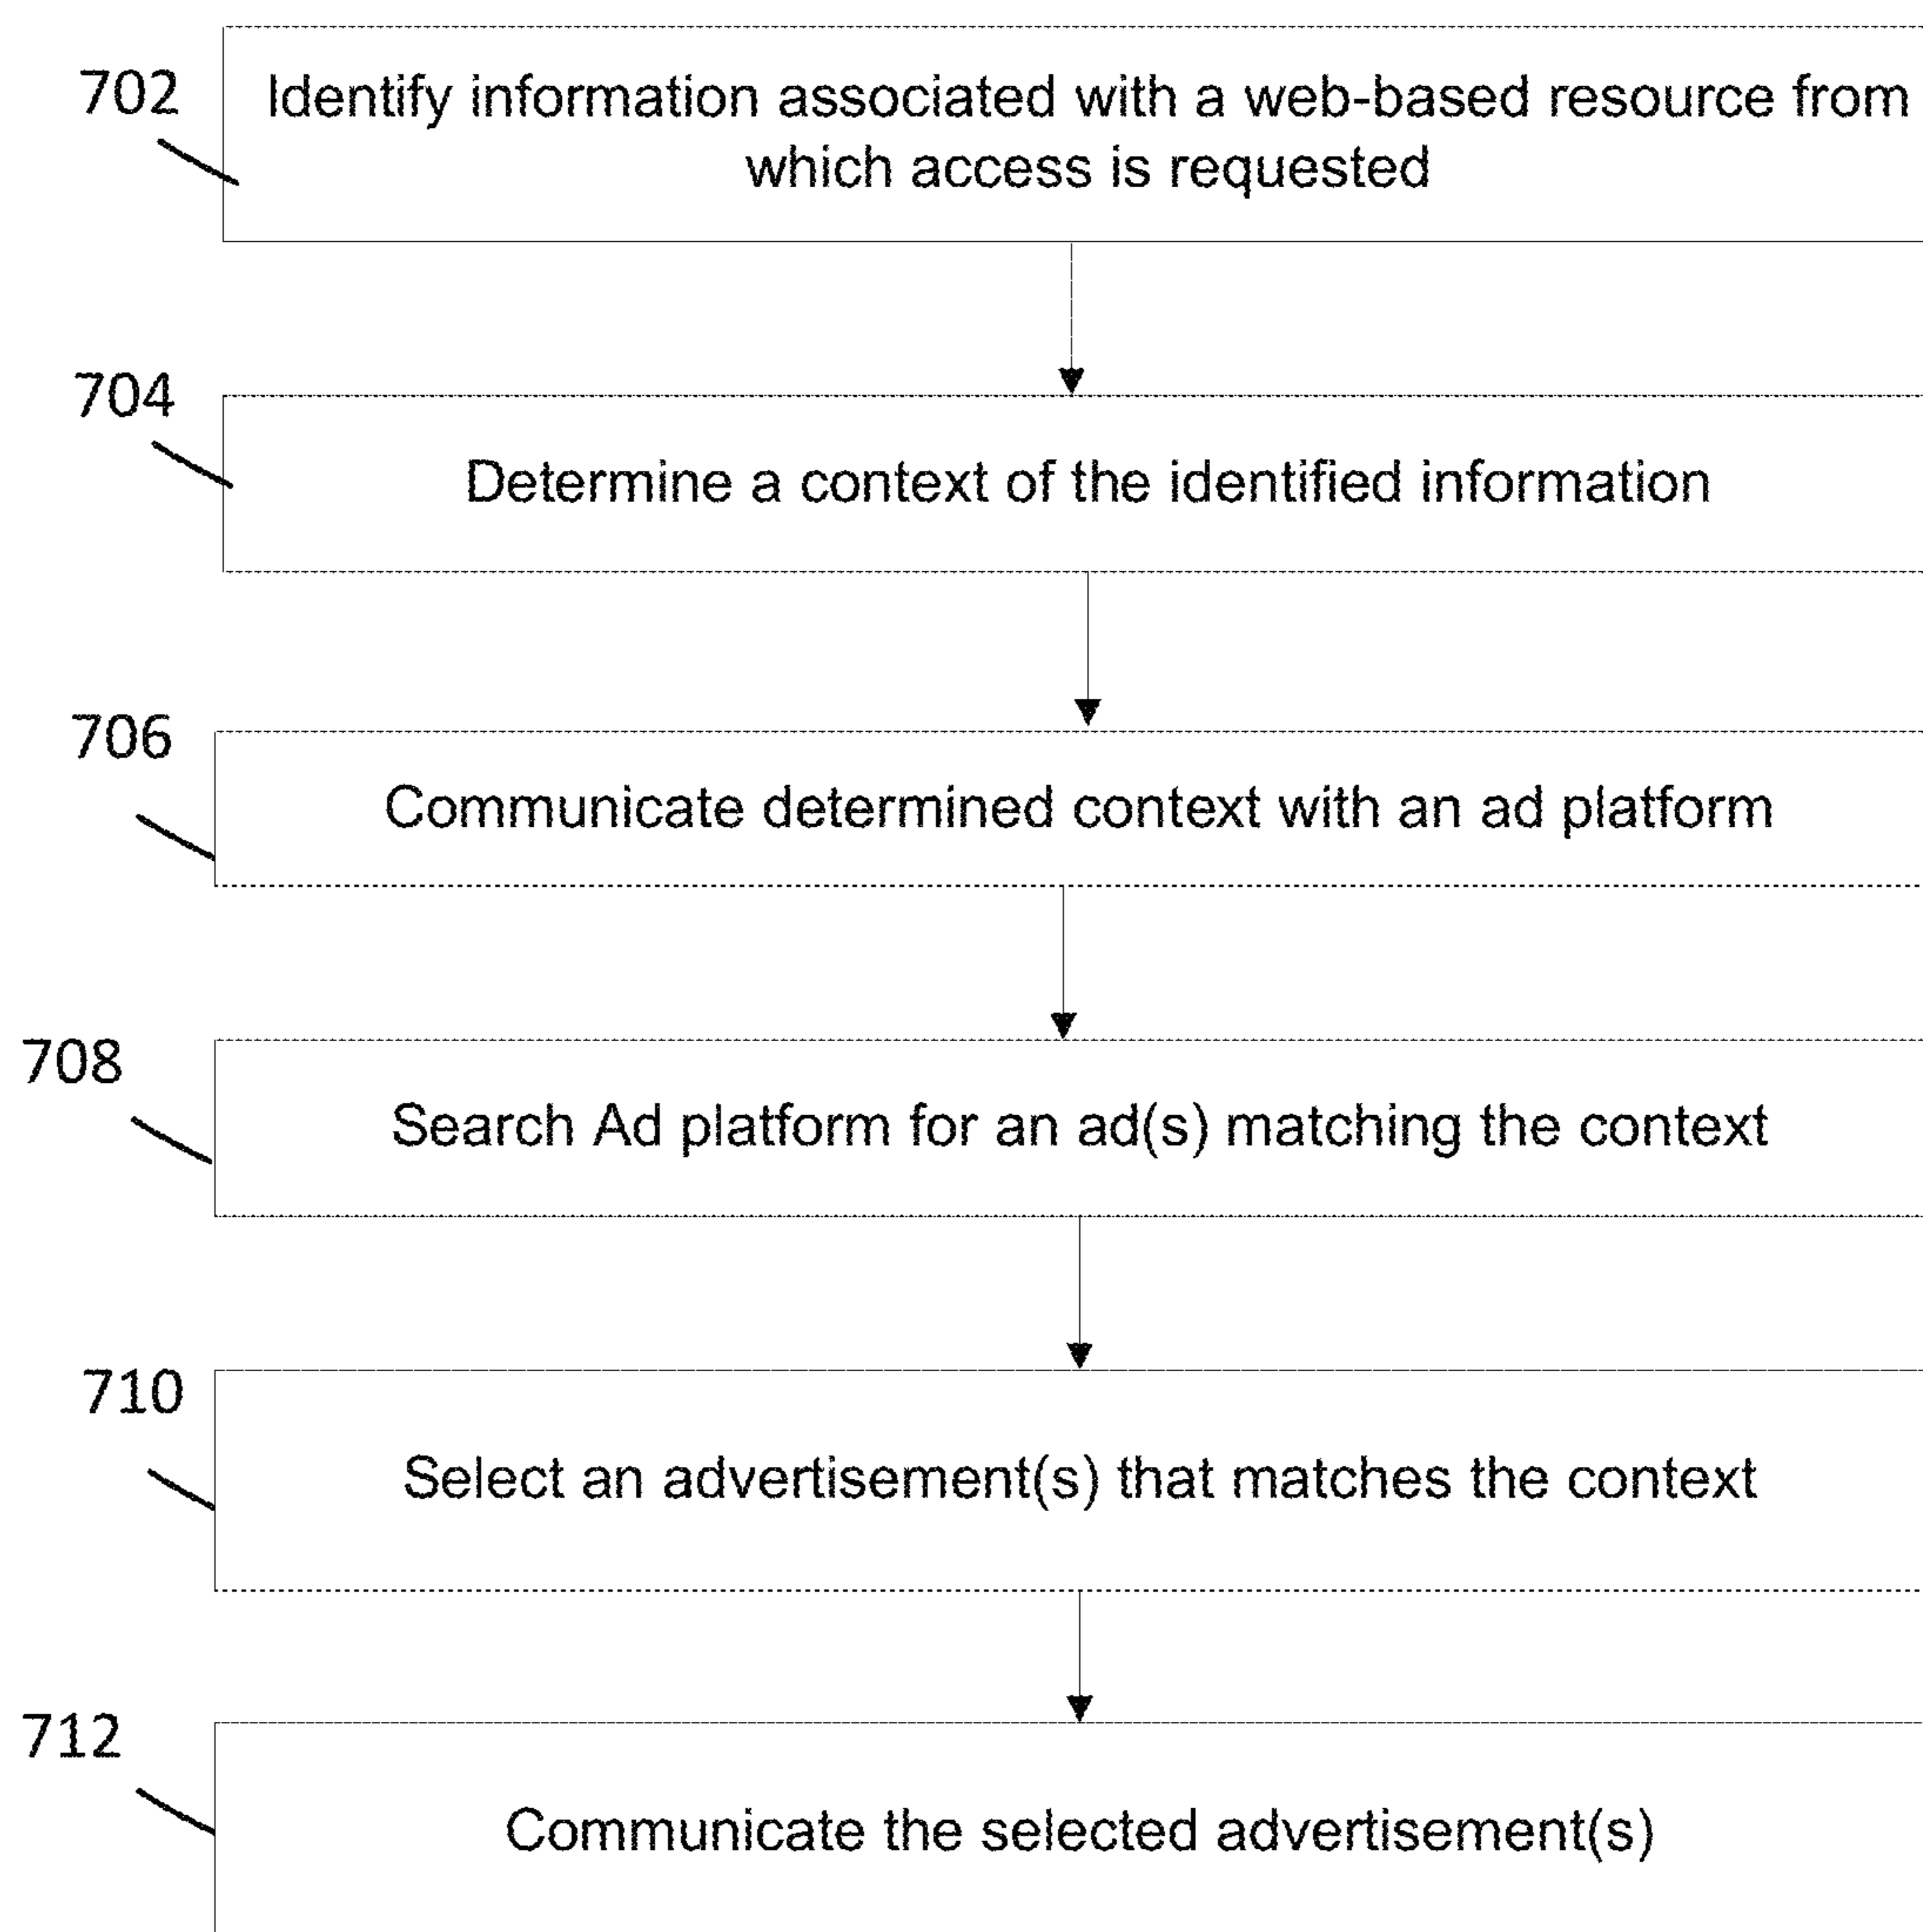 702
Identify information associated with a web-based resource from
which access is requested
704
Determine a context of the identified information
706
Communicate determined context with an ad platform
708
Search Ad platform for an ad(s) matching the context
710
Select an advertisement(s) that matches the context
712
Communicate the selected advertisement(s)